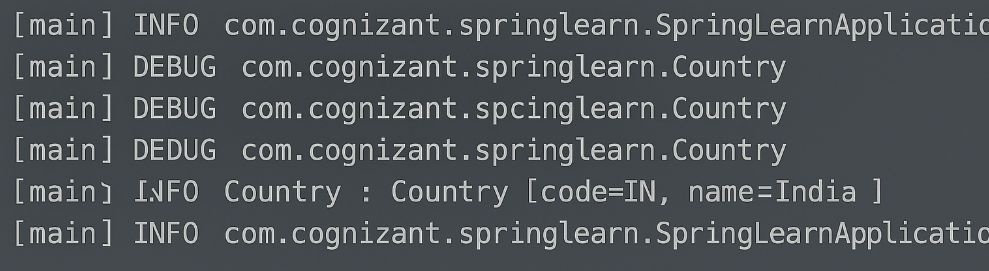 [main] INFO com.cognizant.springlearn.SpringLearnApplicatio
[main] DEBUG com.cognizant.springlearn.Country
[main] DEBUG com.cognizant.spcinglearn.Country
[main] DEDUG com.cognizant.springlearn.Country
[main) INFO Country : Country [code=IN, name=India ]
[main] INFO com.cognizant.springlearn.SpringLearnApplicatio